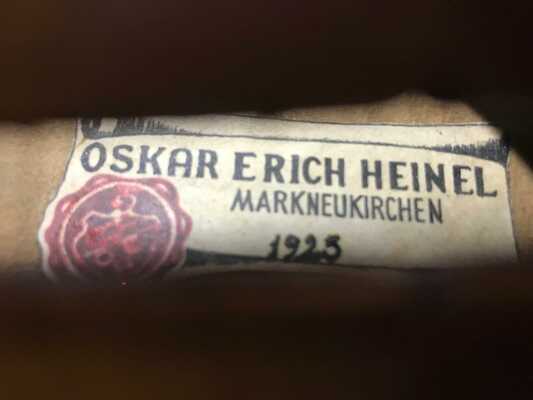 OSKAR ERICH HEINEL
MARKNEUKIRCHEN
1925